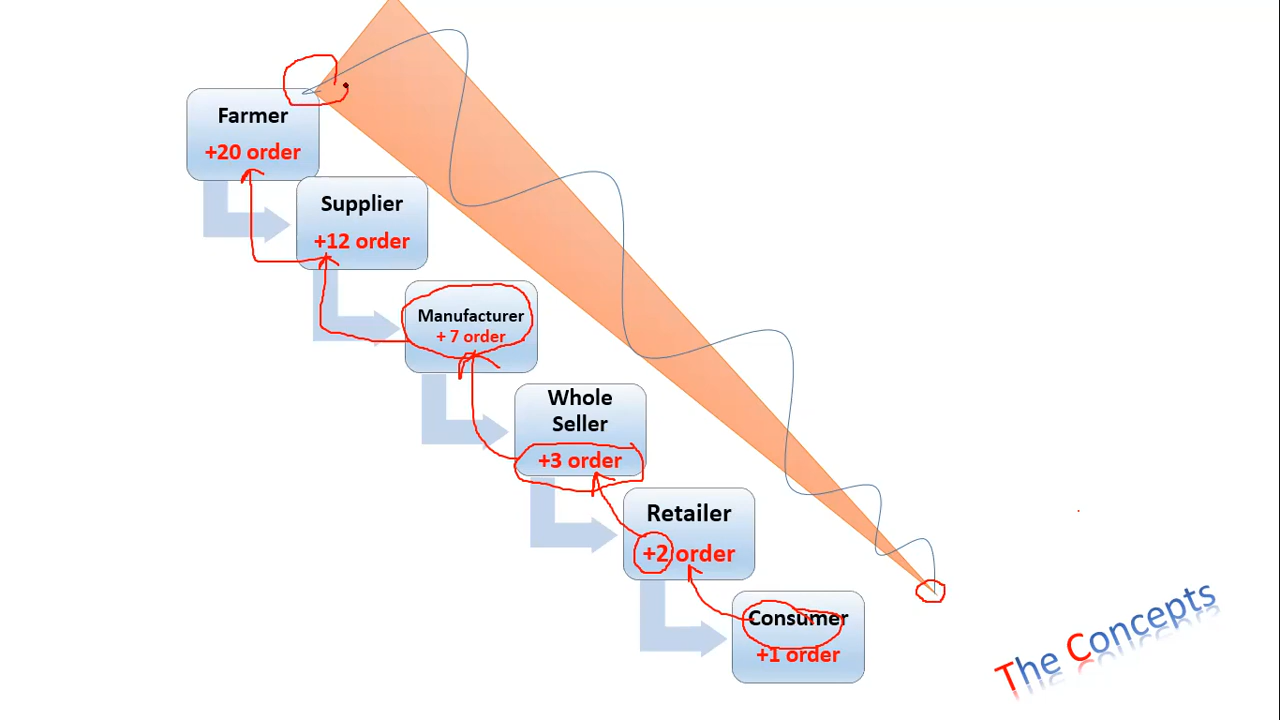 Farmer
+20 order
Supplier
+12 order
Manufacturer
+ 7 order
Whole
Seller
+3 order
Retailer
+2 order
Consumer
+1 order
The Concepts